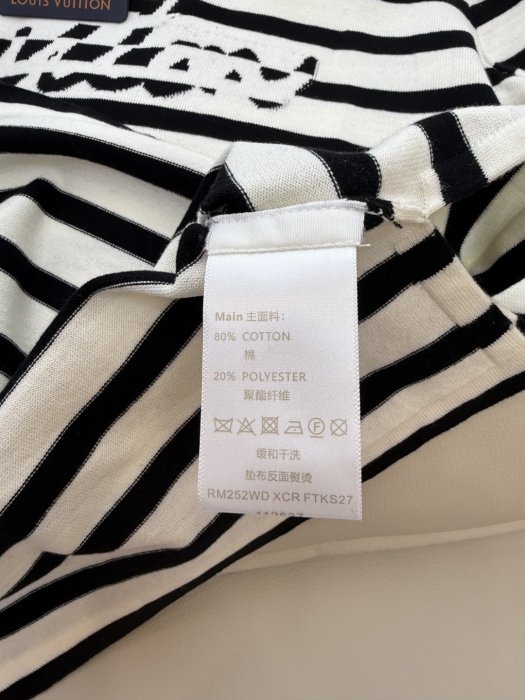 LOUIS VUITTON
Main 主面料：
80% COTTON
棉
20% POLYESTER
聚酯纤维
缓和干洗
垫布反面熨烫
RM252WD XCR FTKS27